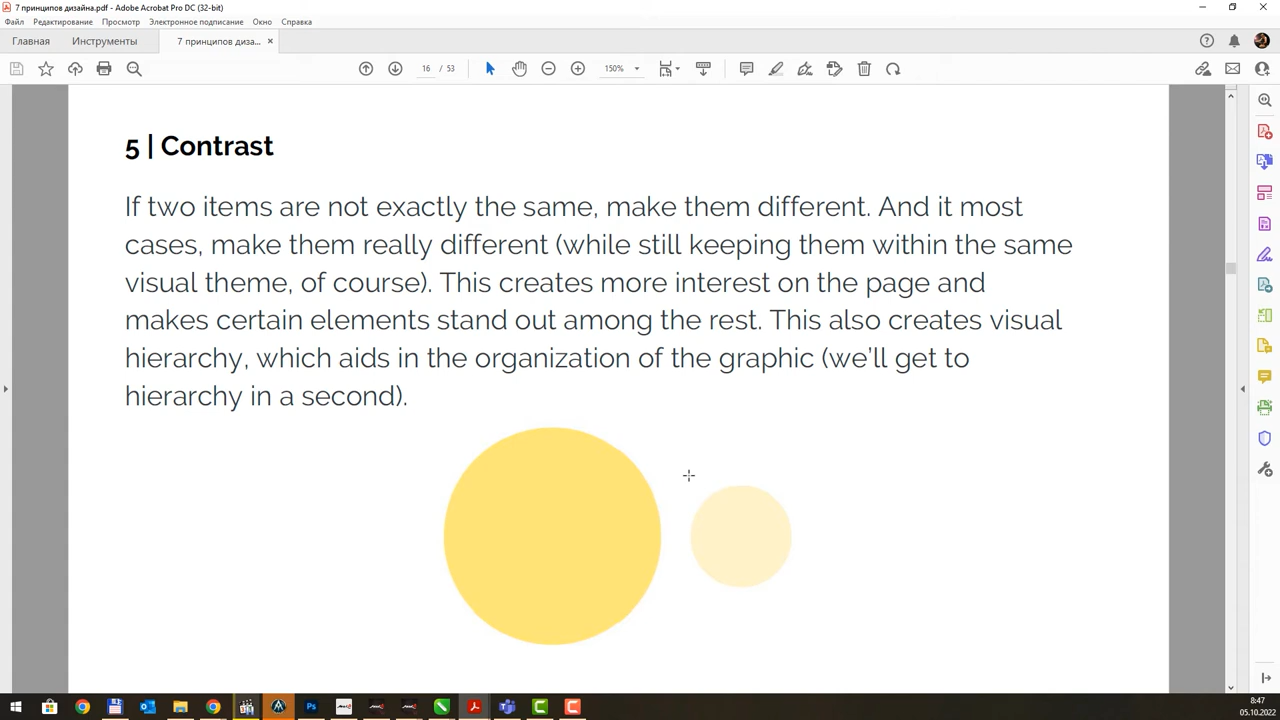 7 принципов дизайна.pdf - Adobe Acrobat Pro DC (32-bit)
Файл Редактирование Просмотр Электронное подписание Окно Справка
Главная Инструменты 7 принципов диза...
16 / 53 150%
5 | Contrast
If two items are not exactly the same, make them different. And it most
cases, make them really different (while still keeping them within the same
visual theme, of course). This creates more interest on the page and
makes certain elements stand out among the rest. This also creates visual
hierarchy, which aids in the organization of the graphic (we’ll get to
hierarchy in a second).
8:47
05.10.2022